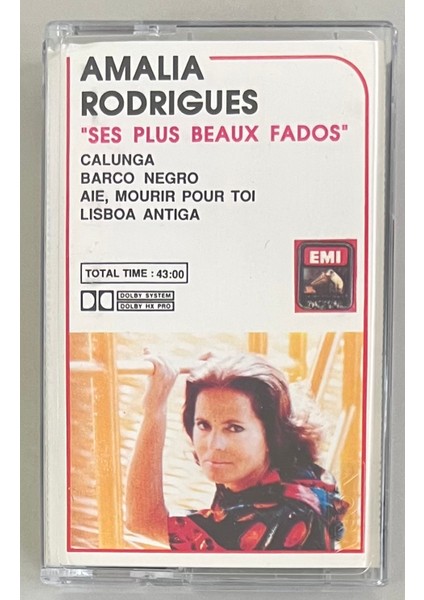 AMALIA
RODRIGUES
"SES PLUS BEAUX FADOS"
CALUNGA
BARCO NEGRO
AIE, MOURIR POUR TOI
LISBOA ANTIGA
EMI
TOTAL TIME : 43:00
DOLBY SYSTEM
DOLBY HX PRO